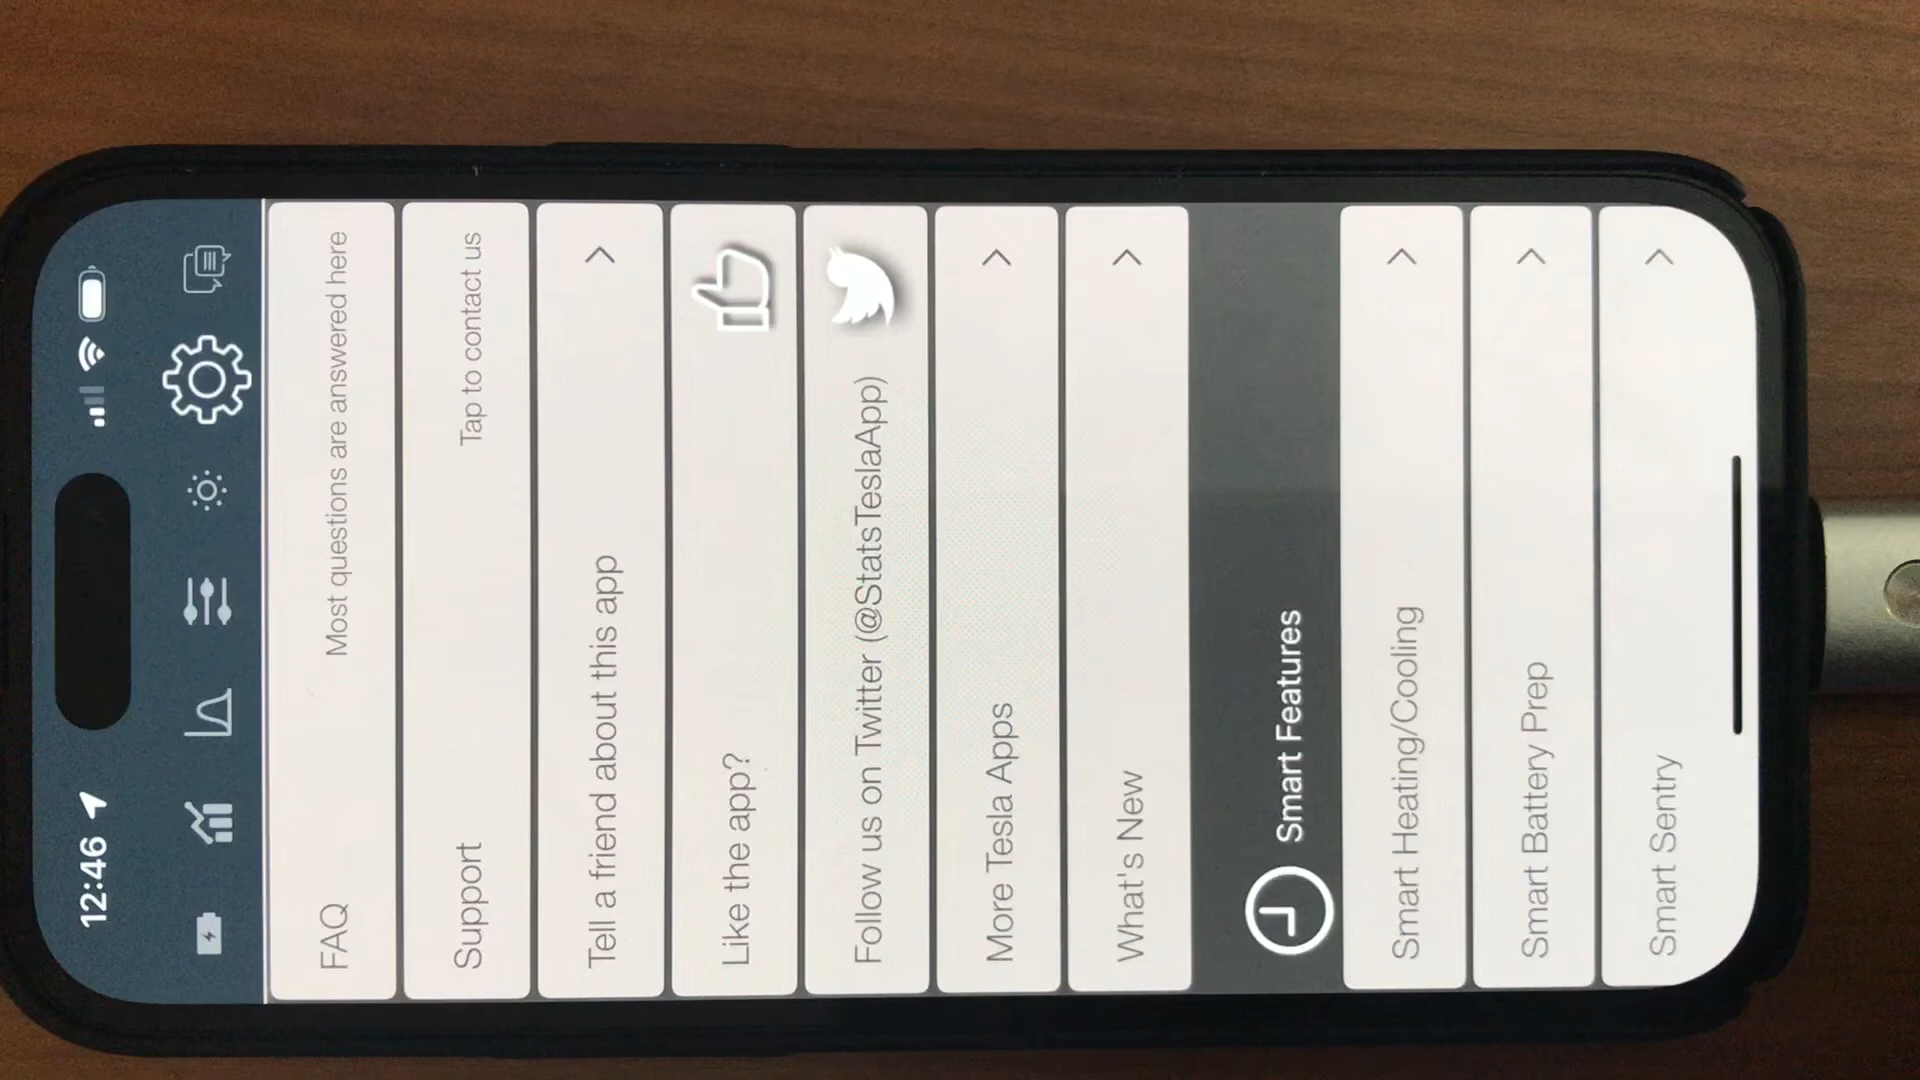 12:46
FAQ Most questions are answered here
Support Tap to contact us
Tell a friend about this app
Like the app?
Follow us on Twitter (@StatsTeslaApp)
More Tesla Apps
What's New
Smart Features
Smart Heating/Cooling
Smart Battery Prep
Smart Sentry